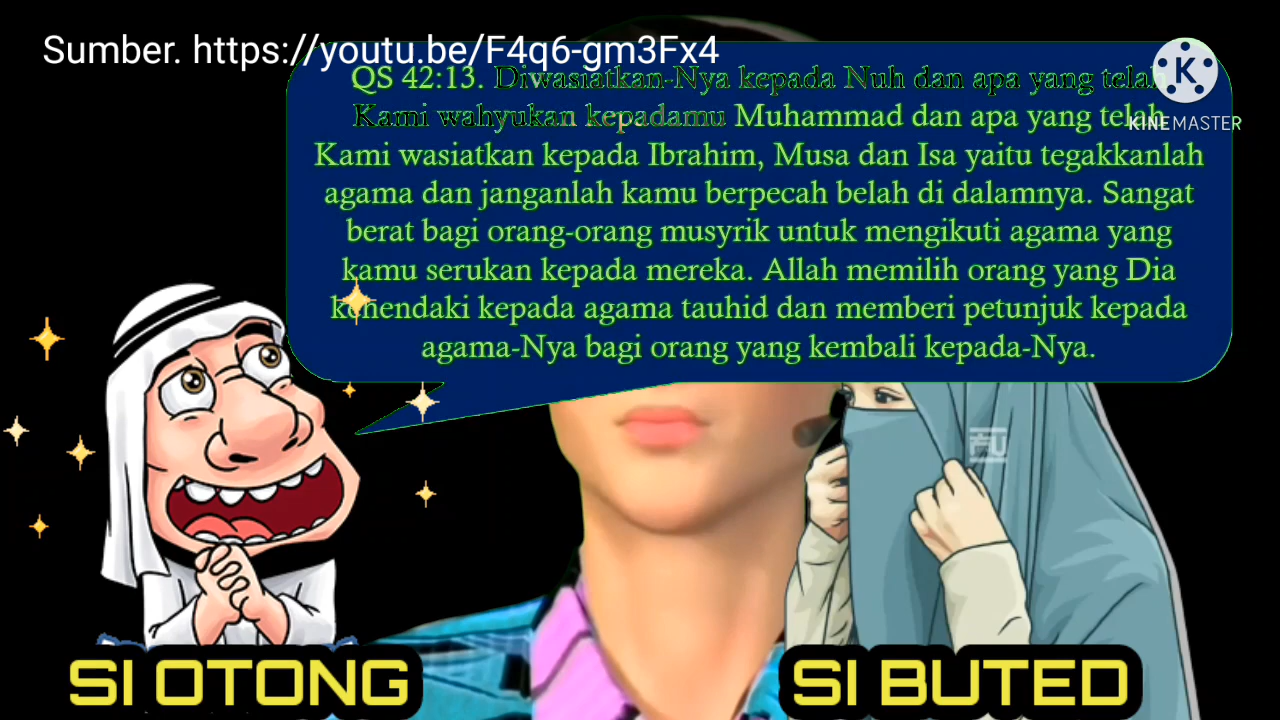 Sumber. https://youtu.be/F4q6-gm3Fx4
QS 42:13. Diwasiatkan-Nya kepada Nuh dan apa yang telah
Kami wahyukan kepadamu Muhammad dan apa yang telah
Kami wasiatkan kepada Ibrahim, Musa dan Isa yaitu tegakkanlah
agama dan janganlah kamu berpecah belah di dalamnya. Sangat
berat bagi orang-orang musyrik untuk mengikuti agama yang
kamu serukan kepada mereka. Allah memilih orang yang Dia
kehendaki kepada agama tauhid dan memberi petunjuk kepada
agama-Nya bagi orang yang kembali kepada-Nya.
K
KINEMASTER
SI OTONG
SI BUTED